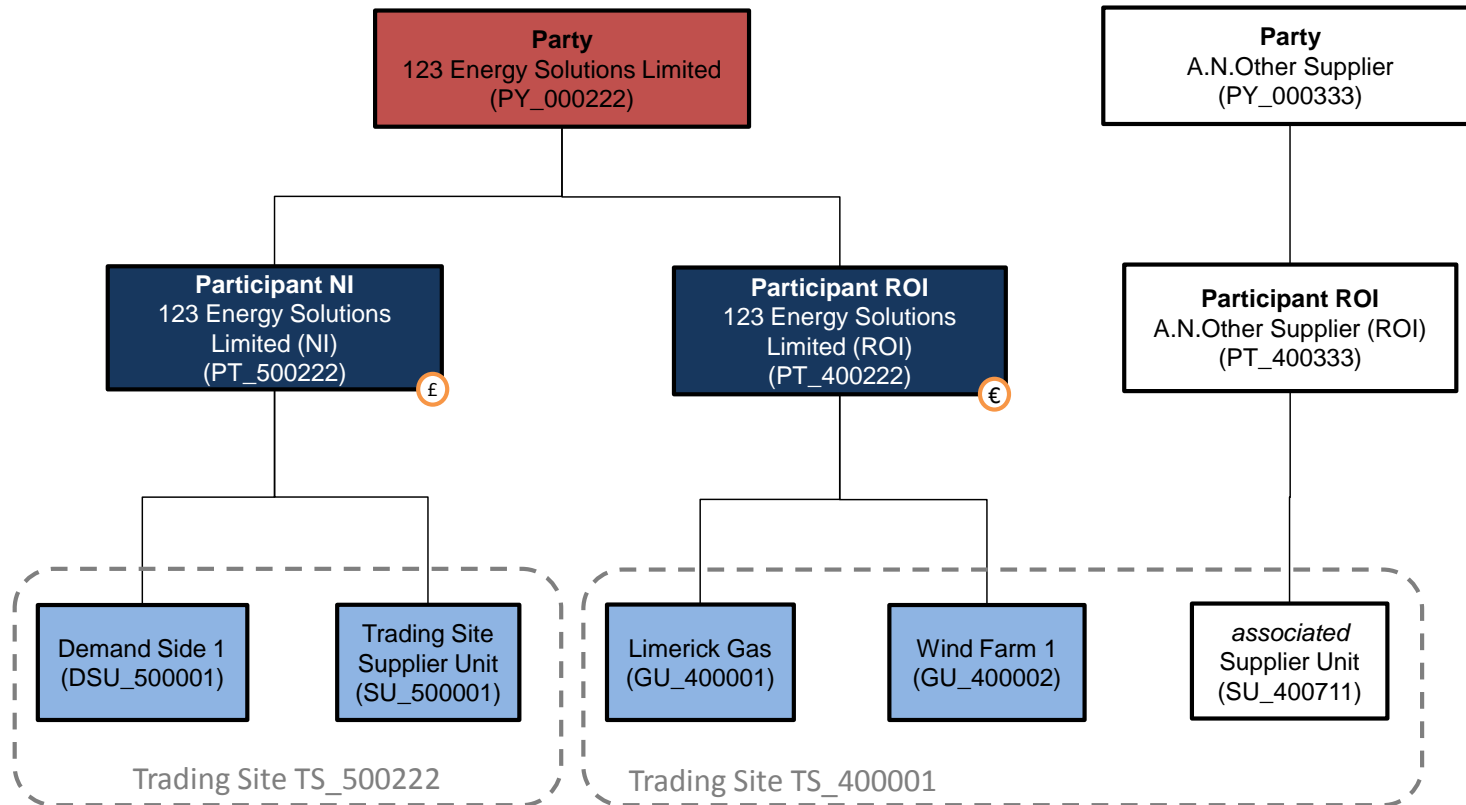 Party
123 Energy Solutions Limited
(PY_000222)
Party
A.N.Other Supplier
(PY_000333)
Participant NI
123 Energy Solutions
Limited (NI)
(PT_500222)
£
Participant ROI
123 Energy Solutions
Limited (ROI)
(PT_400222)
€
Participant ROI
A.N.Other Supplier (ROI)
(PT_400333)
Demand Side 1
(DSU_500001)
Trading Site
Supplier Unit
(SU_500001)
Limerick Gas
(GU_400001)
Wind Farm 1
(GU_400002)
associated
Supplier Unit
(SU_400711)
Trading Site TS_500222
Trading Site TS_400001